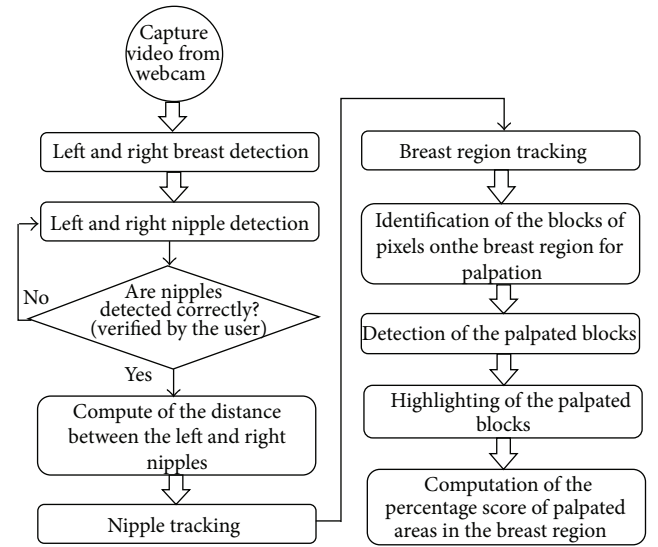 Capture
video from
webcam
Left and right breast detection
Left and right nipple detection
No
Are nipples
detected correctly?
(verified by the user)
Yes
Compute of the distance
between the left and right
nipples
Nipple tracking
Breast region tracking
Identification of the blocks of
pixels onthe breast region for
palpation
Detection of the palpated blocks
Highlighting of the palpated
blocks
Computation of the
percentage score of palpated
areas in the breast region